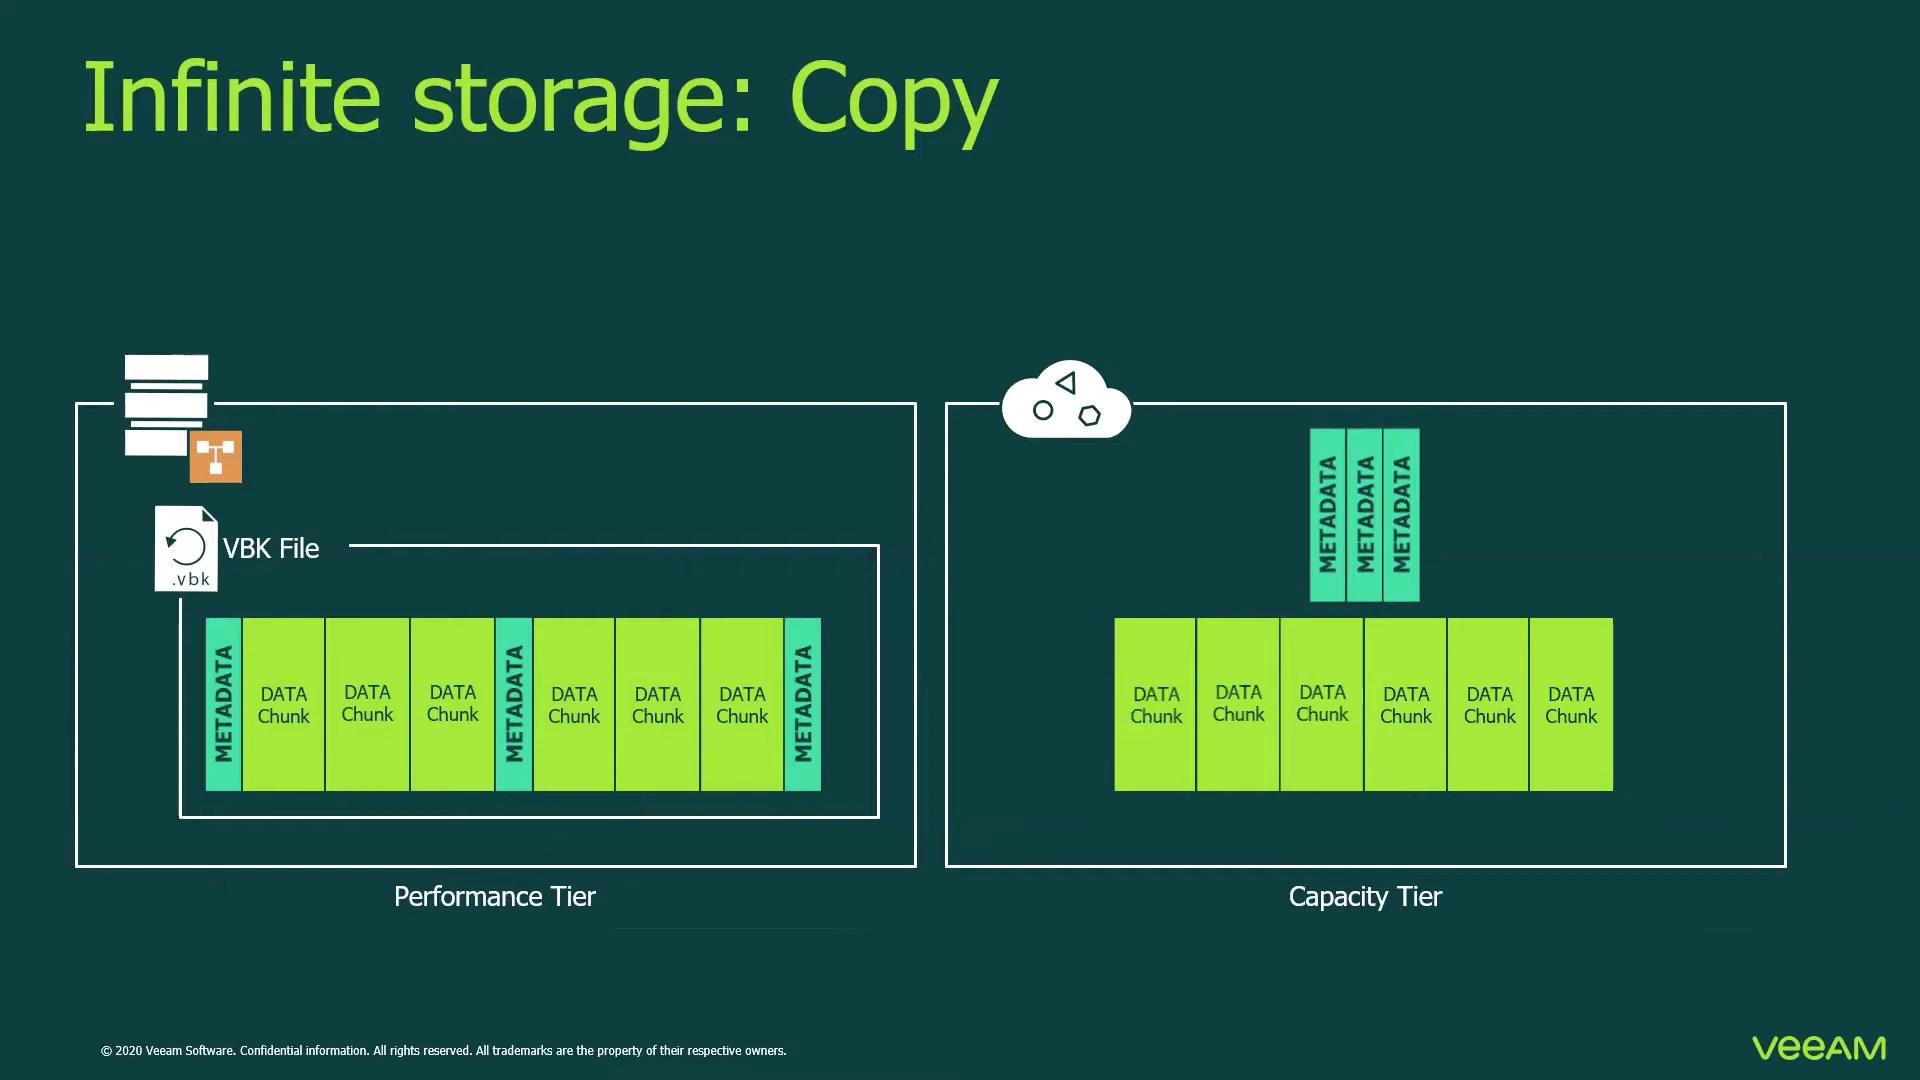 Infinite storage: Copy
.vbk
VBK File
METADATA
DATA
Chunk
DATA
Chunk
DATA
Chunk
METADATA
DATA
Chunk
DATA
Chunk
DATA
Chunk
METADATA
Performance Tier
METADATA
METADATA
METADATA
DATA
Chunk
DATA
Chunk
DATA
Chunk
DATA
Chunk
DATA
Chunk
DATA
Chunk
Capacity Tier
© 2020 Veeam Software. Confidential information. All rights reserved. All trademarks are the property of their respective owners.
veeAM